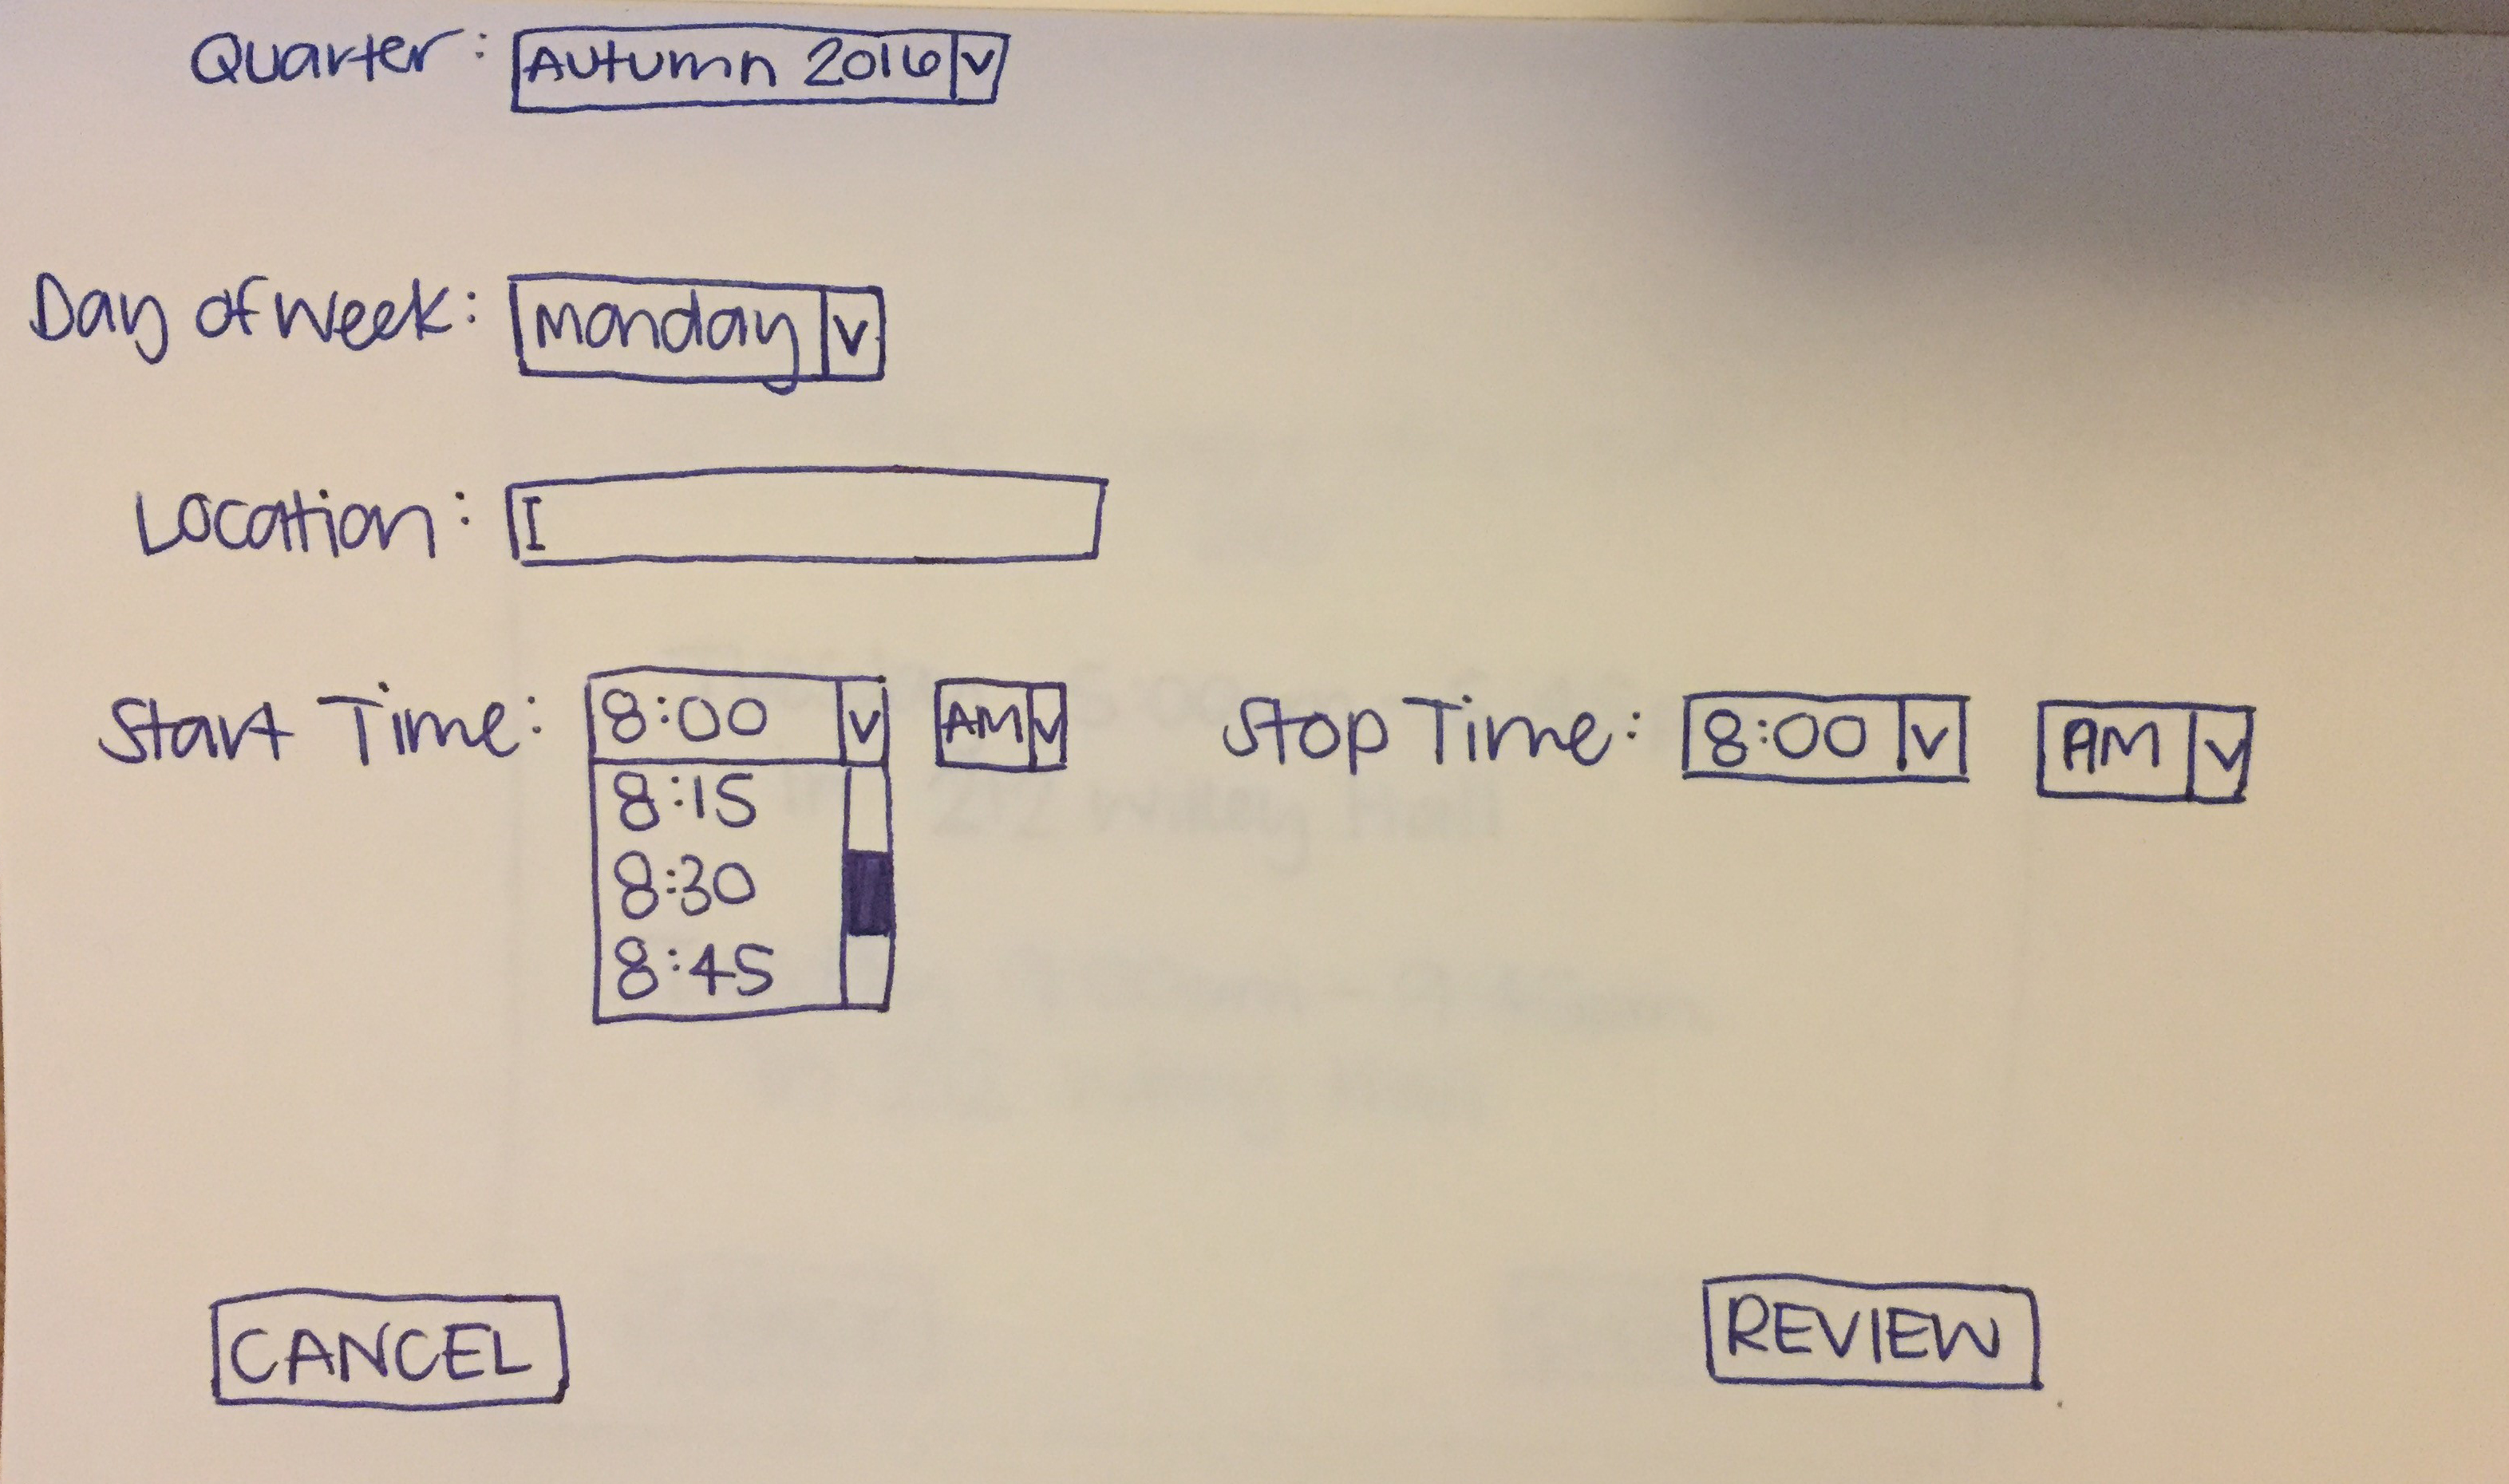 Quarter: Autumn 2016 V
Day of week: Monday V
Location: I
Start Time: 8:00 V AM V Stop Time: 8:00 V AM V
8:15
8:30
8:45
CANCEL REVIEW